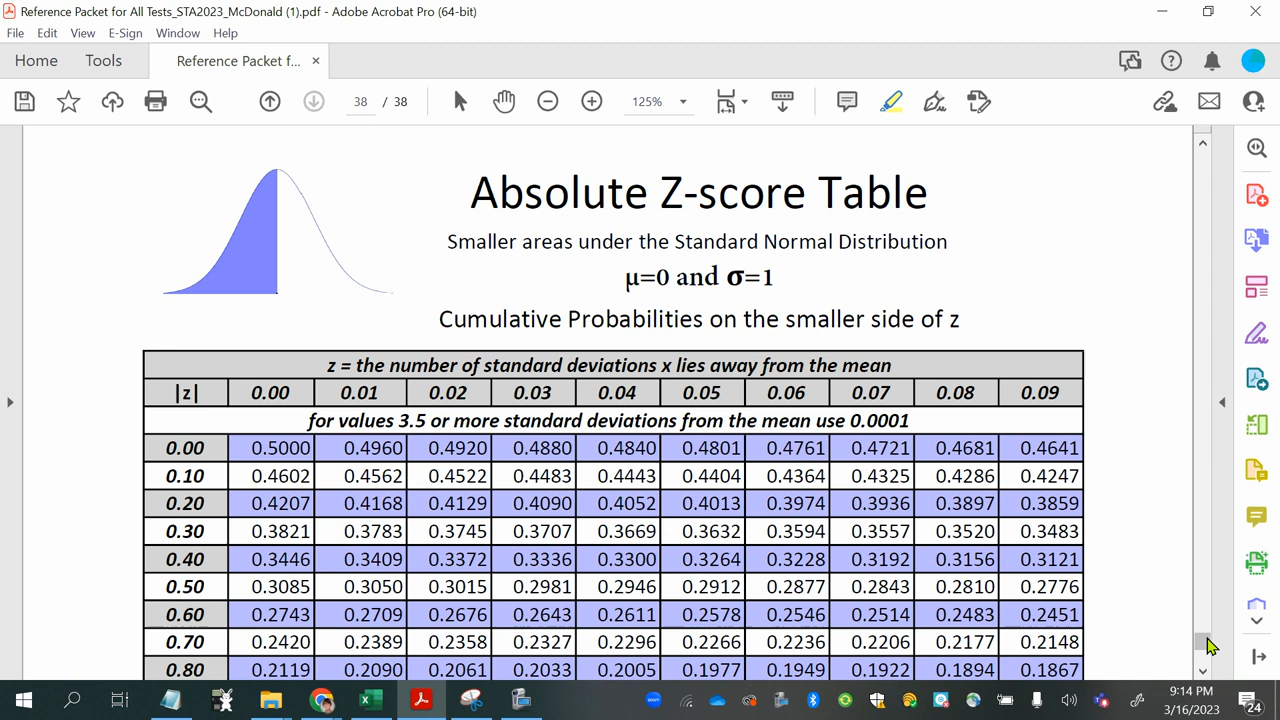 Reference Packet for All Tests_STA2023_McDonald (1).pdf - Adobe Acrobat Pro (64-bit)
File Edit View E-Sign Window Help
Home Tools Reference Packet f... ×
38 / 38 125%
Absolute Z-score Table
Smaller areas under the Standard Normal Distribution
μ=0 and σ=1
Cumulative Probabilities on the smaller side of z
z = the number of standard deviations x lies away from the mean
|z| 0.00 0.01 0.02 0.03 0.04 0.05 0.06 0.07 0.08 0.09
for values 3.5 or more standard deviations from the mean use 0.0001
0.00 0.5000 0.4960 0.4920 0.4880 0.4840 0.4801 0.4761 0.4721 0.4681 0.4641
0.10 0.4602 0.4562 0.4522 0.4483 0.4443 0.4404 0.4364 0.4325 0.4286 0.4247
0.20 0.4207 0.4168 0.4129 0.4090 0.4052 0.4013 0.3974 0.3936 0.3897 0.3859
0.30 0.3821 0.3783 0.3745 0.3707 0.3669 0.3632 0.3594 0.3557 0.3520 0.3483
0.40 0.3446 0.3409 0.3372 0.3336 0.3300 0.3264 0.3228 0.3192 0.3156 0.3121
0.50 0.3085 0.3050 0.3015 0.2981 0.2946 0.2912 0.2877 0.2843 0.2810 0.2776
0.60 0.2743 0.2709 0.2676 0.2643 0.2611 0.2578 0.2546 0.2514 0.2483 0.2451
0.70 0.2420 0.2389 0.2358 0.2327 0.2296 0.2266 0.2236 0.2206 0.2177 0.2148
0.80 0.2119 0.2090 0.2061 0.2033 0.2005 0.1977 0.1949 0.1922 0.1894 0.1867
9:14 PM
3/16/2023
24